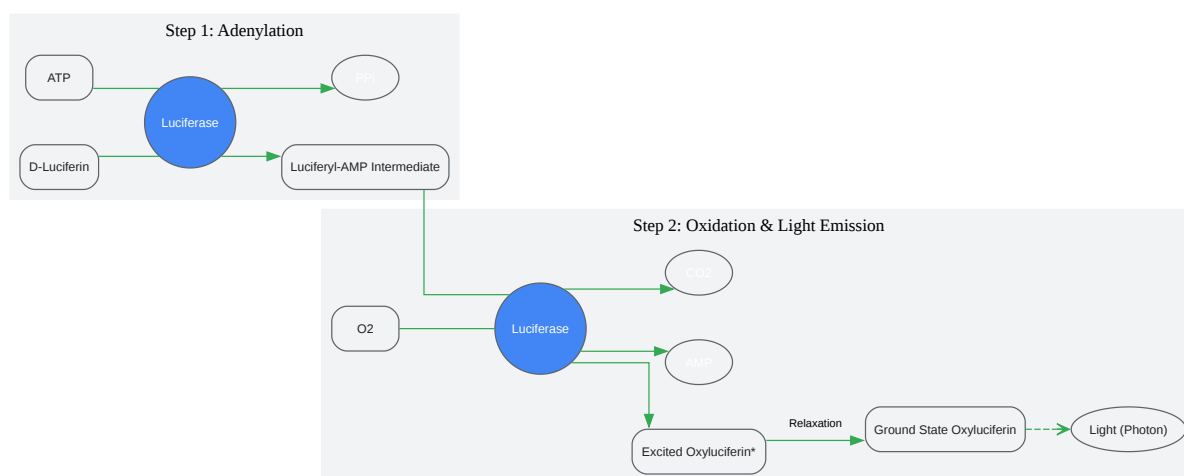 Step 1: Adenylation
ATP
PPi
Luciferase
D-Luciferin
Luciferyl-AMP Intermediate
Step 2: Oxidation & Light Emission
CO2
O2
Luciferase
AMP
Relaxation
Excited Oxyluciferin*
Ground State Oxyluciferin
Light (Photon)